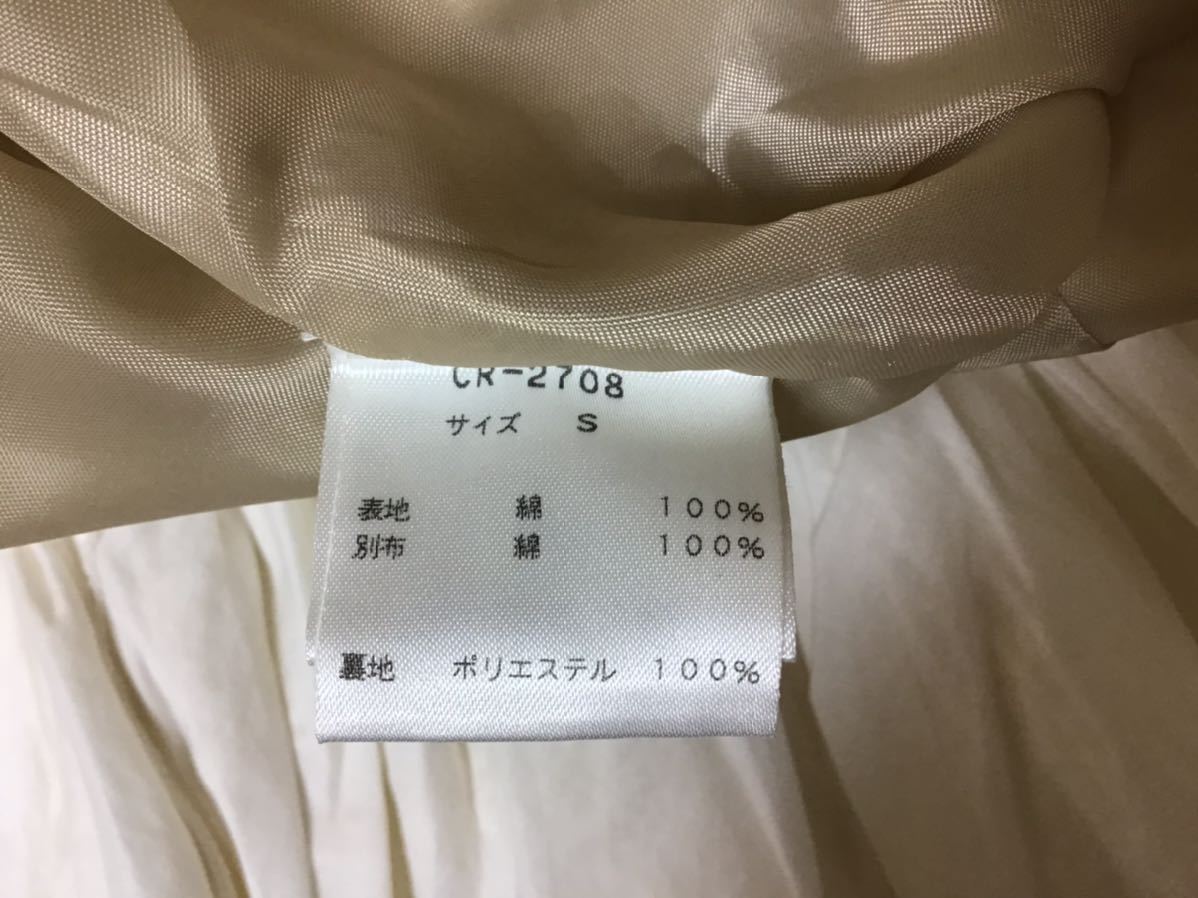 CR-2708
サイズ S
表地 綿 100%
別布 綿 100%
裏地 ポリエステル 100%